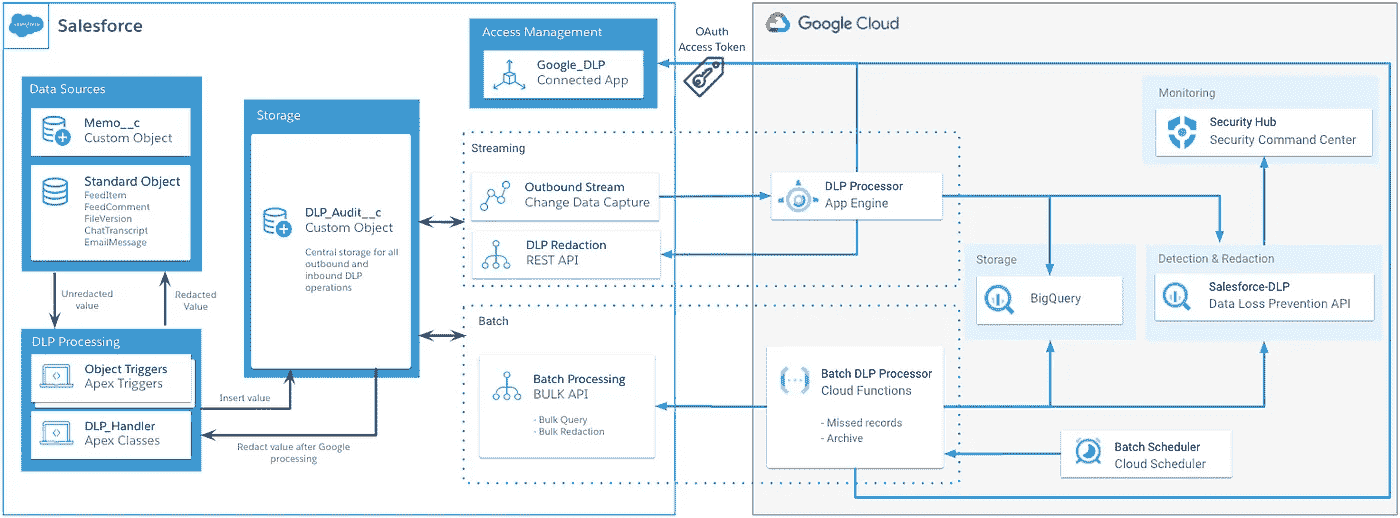 salesforce
Salesforce
Data Sources
Memo__c
Custom Object
Standard Object
FeedItem
FeedComment
FileVersion
ChatTranscript
EmailMessage
Unredacted
value
Redacted
Value
DLP Processing
Object Triggers
Apex Triggers
DLP_Handler
Apex Classes
Insert value
Redact value after Google
processing
Storage
DLP_Audit__c
Custom Object
Central storage for all
outbound and
inbound DLP
operations
Access Management
Google_DLP
Connected App
OAuth
Access Token
Streaming
Outbound Stream
Change Data Capture
DLP Redaction
REST API
Batch
Batch Processing
BULK API
- Bulk Query
- Bulk Redaction
Google Cloud
DLP Processor
App Engine
Batch DLP Processor
Cloud Functions
- Missed records
- Archive
Monitoring
Security Hub
Security Command Center
Storage
BigQuery
Detection & Redaction
Salesforce-DLP
Data Loss Prevention API
Batch Scheduler
Cloud Scheduler